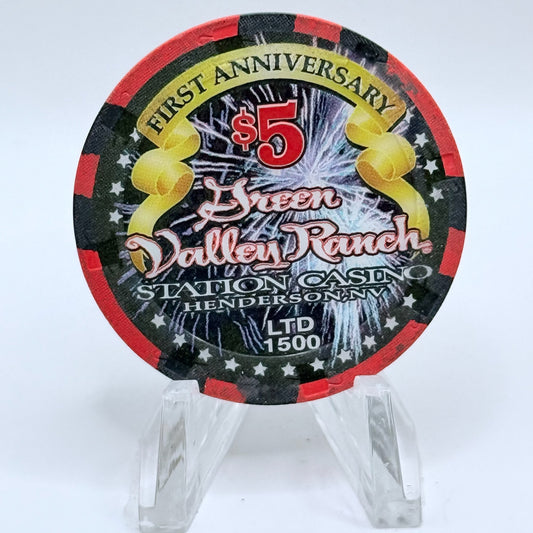 FIRST ANNIVERSARY
$5
Green
Valley Ranch
STATION CASINO
HENDERSON, NV
LTD
1500